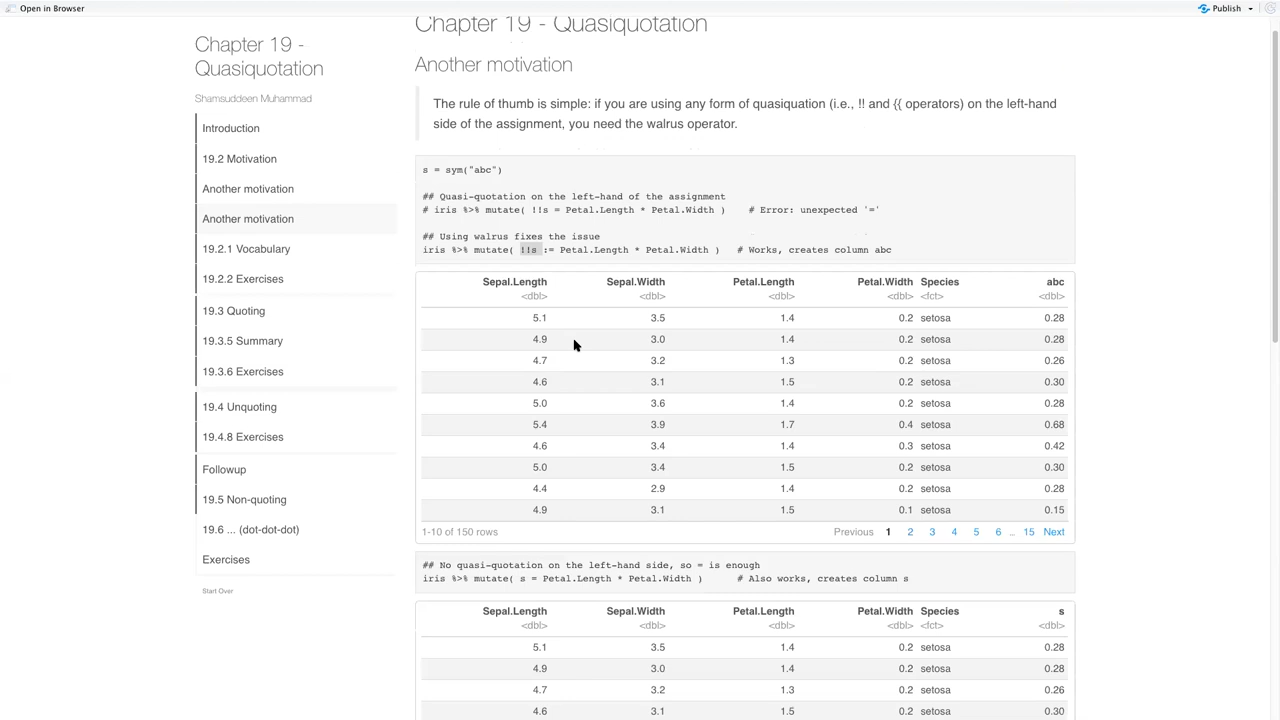 Open in Browser
Publish
Chapter 19 -
Quasiquotation
Shamsuddeen Muhammad
Introduction
19.2 Motivation
Another motivation
Another motivation
19.2.1 Vocabulary
19.2.2 Exercises
19.3 Quoting
19.3.5 Summary
19.3.6 Exercises
19.4 Unquoting
19.4.8 Exercises
Followup
19.5 Non-quoting
19.6 ... (dot-dot-dot)
Exercises
Start Over
Chapter 19 - Quasiquotation
Another motivation
The rule of thumb is simple: if you are using any form of quasiquation (i.e., !! and {{ operators) on the left-hand
side of the assignment, you need the walrus operator.
s = sym("abc")
## Quasi-quotation on the left-hand of the assignment
# iris %>% mutate( !!s = Petal.Length * Petal.Width ) # Error: unexpected '='
## Using walrus fixes the issue
iris %>% mutate( !!s := Petal.Length * Petal.Width ) # Works, creates column abc
Sepal.Length Sepal.Width Petal.Length Petal.Width Species abc
<dbl> <dbl> <dbl> <dbl> <fct> <dbl>
5.1 3.5 1.4 0.2 setosa 0.28
4.9 3.0 1.4 0.2 setosa 0.28
4.7 3.2 1.3 0.2 setosa 0.26
4.6 3.1 1.5 0.2 setosa 0.30
5.0 3.6 1.4 0.2 setosa 0.28
5.4 3.9 1.7 0.4 setosa 0.68
4.6 3.4 1.4 0.3 setosa 0.42
5.0 3.4 1.5 0.2 setosa 0.30
4.4 2.9 1.4 0.2 setosa 0.28
4.9 3.1 1.5 0.1 setosa 0.15
1-10 of 150 rows Previous 1 2 3 4 5 6 ... 15 Next
## No quasi-quotation on the left-hand side, so = is enough
iris %>% mutate( s = Petal.Length * Petal.Width ) # Also works, creates column s
Sepal.Length Sepal.Width Petal.Length Petal.Width Species s
<dbl> <dbl> <dbl> <dbl> <fct> <dbl>
5.1 3.5 1.4 0.2 setosa 0.28
4.9 3.0 1.4 0.2 setosa 0.28
4.7 3.2 1.3 0.2 setosa 0.26
4.6 3.1 1.5 0.2 setosa 0.30